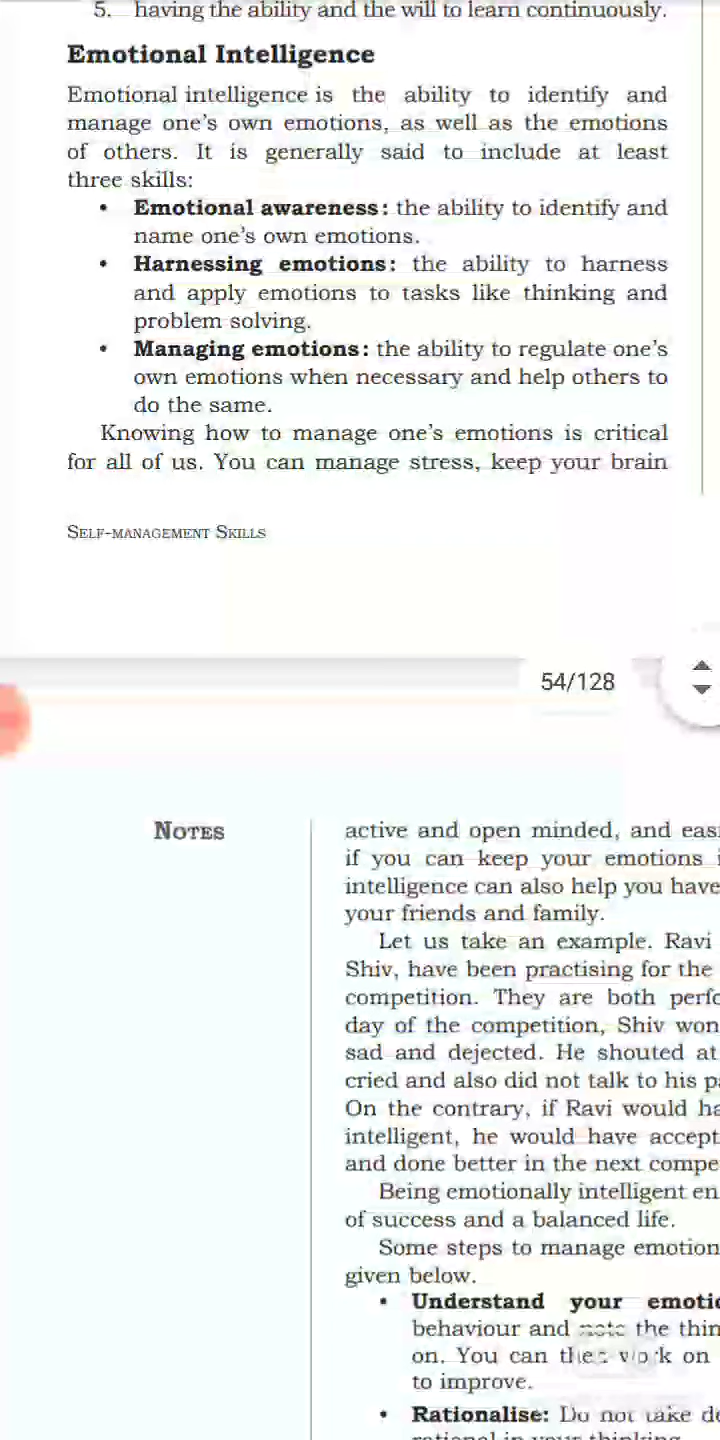 5. having the ability and the will to learn continuously.
Emotional Intelligence
Emotional intelligence is the ability to identify and
manage one's own emotions, as well as the emotions
of others. It is generally said to include at least
three skills:
• Emotional awareness: the ability to identify and
name one's own emotions.
• Harnessing emotions: the ability to harness
and apply emotions to tasks like thinking and
problem solving.
• Managing emotions: the ability to regulate one's
own emotions when necessary and help others to
do the same.
Knowing how to manage one's emotions is critical
for all of us. You can manage stress, keep your brain
SELF-MANAGEMENT SKILLS
54/128
NOTES
active and open minded, and
if you can keep your emotions
intelligence can also help you have
your friends and family.
Let us take an example. Ravi
Shiv, have been practising for the
competition. They are both
day of the competition, Shiv won
sad and dejected. He shouted at
cried and also did not talk to his
On the contrary, if Ravi would
intelligent, he would have
and done better in the next
Being emotionally intelligent
of success and a balanced life.
Some steps to manage
given below.
• Understand your
behaviour and the
on. You can work on
to improve.
• Rationalise: Do not take
rational in your thinking.